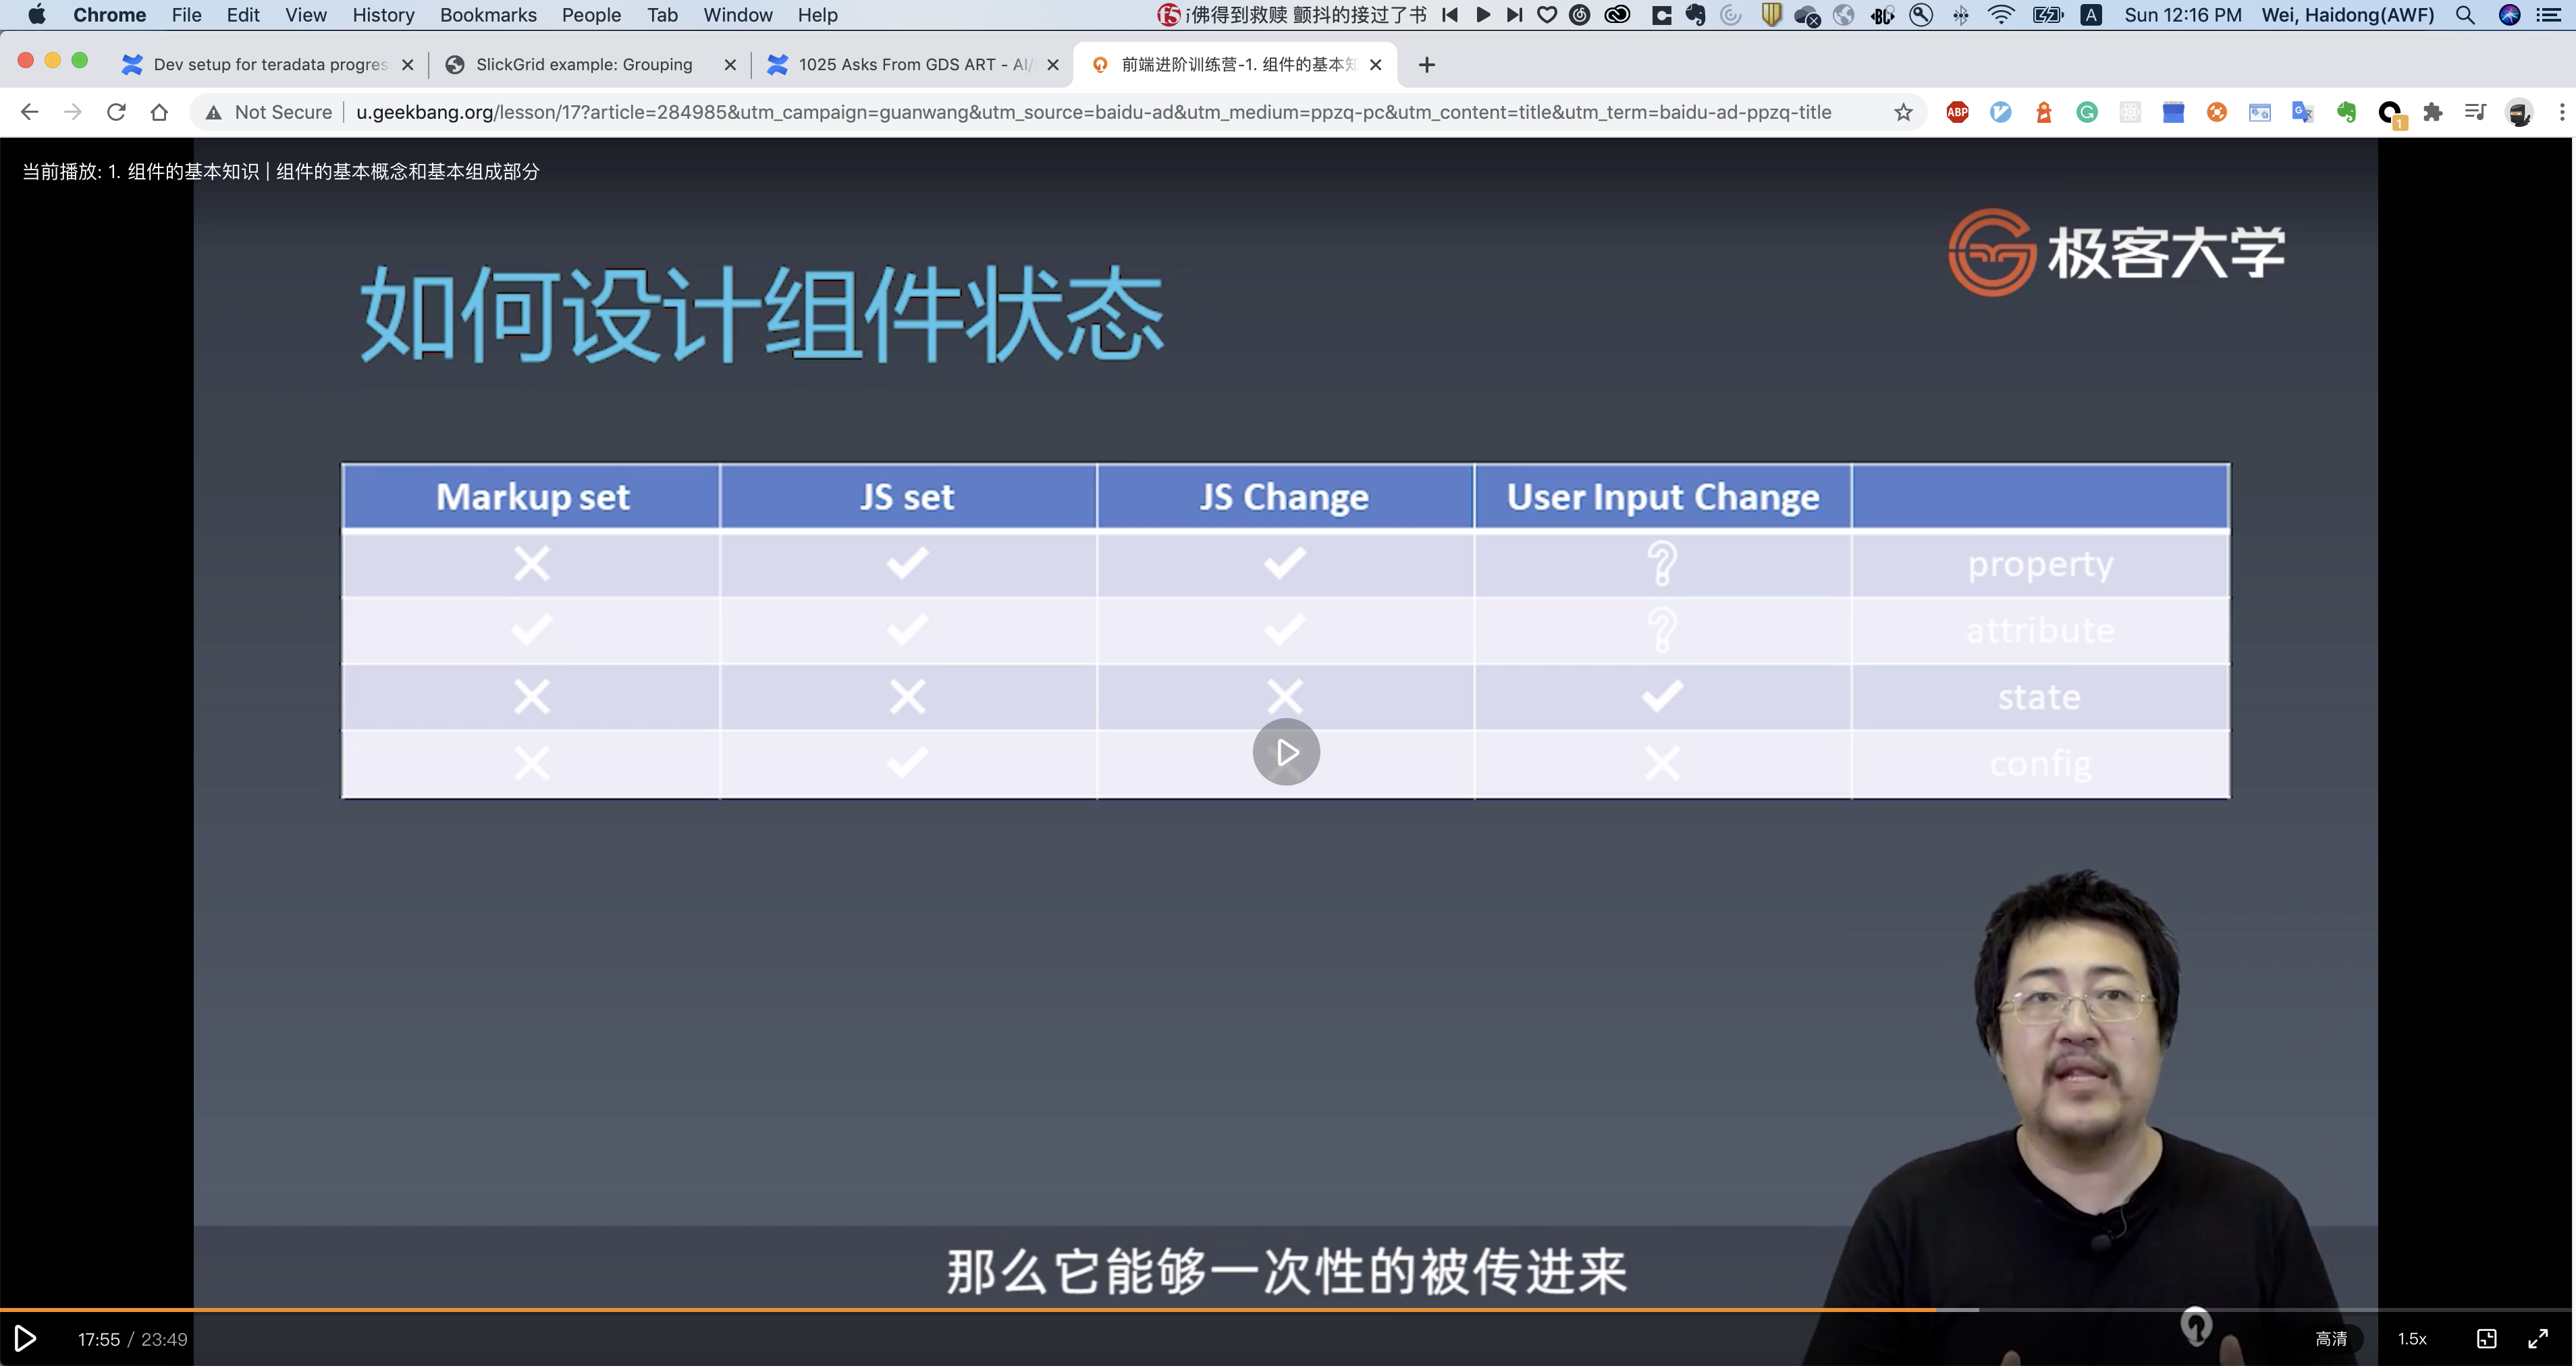 Chrome File Edit View History Bookmarks People Tab Window Help
佛得到救赎 颤抖的接过了书
Sun 12:16 PM Wei, Haidong(AWF)
Dev setup for teradata progres
SlickGrid example: Grouping
1025 Asks From GDS ART - AI/
前端进阶训练营-1. 组件的基本知
Not Secure u.geekbang.org/lesson/17?article=284985&utm_campaign=guanwang&utm_source=baidu-ad&utm_medium=ppzq-pc&utm_content=title&utm_term=baidu-ad-ppzq-title
ABP
1
当前播放: 1. 组件的基本知识 | 组件的基本概念和基本组成部分
极客大学
如何设计组件状态
Markup set JS set JS Change User Input Change
property
attribute
state
config
那么它能够一次性的被传进来
17:55 / 23:49
高清 1.5x